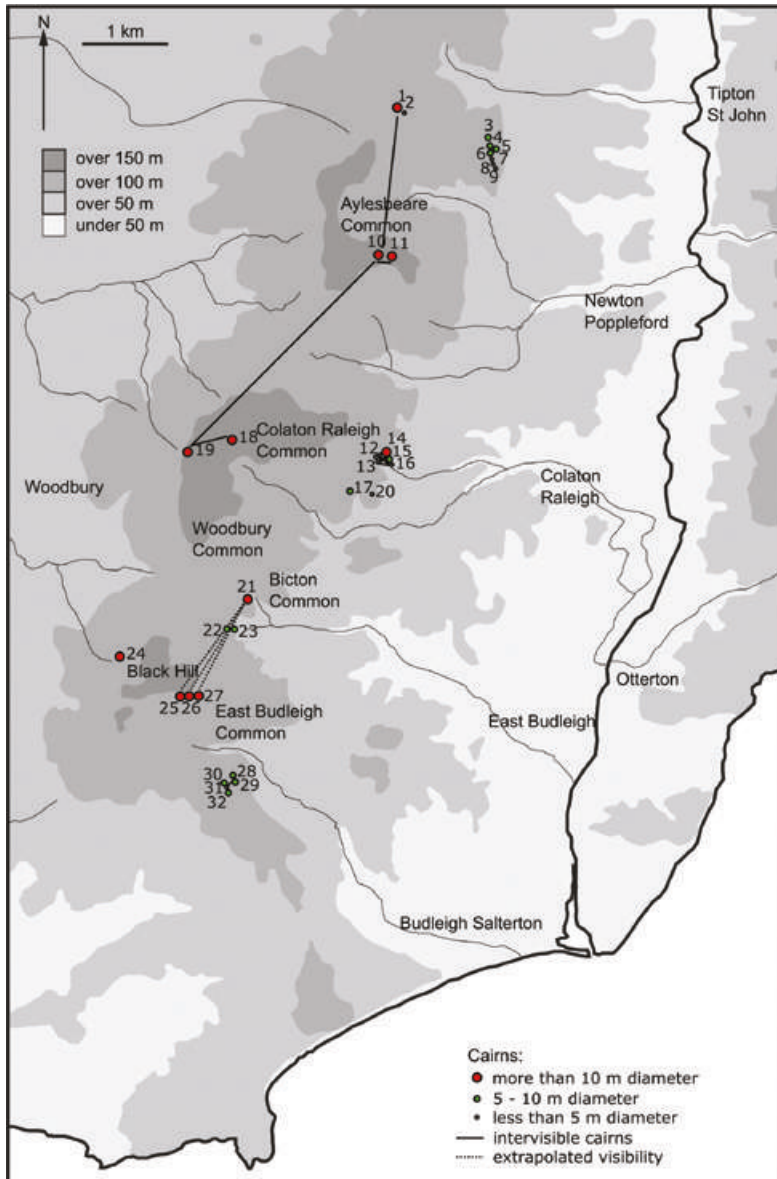 N
1 km
1
2
Tipton
St John
3
4
5
6
7
8
9
over 150 m
over 100 m
over 50 m
under 50 m
Aylesbeare
Common
10
11
Newton
Poppleford
18
Colaton Raleigh
Common
19
14
12
15
13
16
17
20
Woodbury
Colaton
Raleigh
Woodbury
Common
Bicton
Common
21
22
23
24
Black Hill
Otterton
25
26
27
East Budleigh
Common
East Budleigh
30
28
31
29
32
Budleigh Salterton
Cairns:
more than 10 m diameter
5 - 10 m diameter
less than 5 m diameter
intervisible cairns
extrapolated visibility